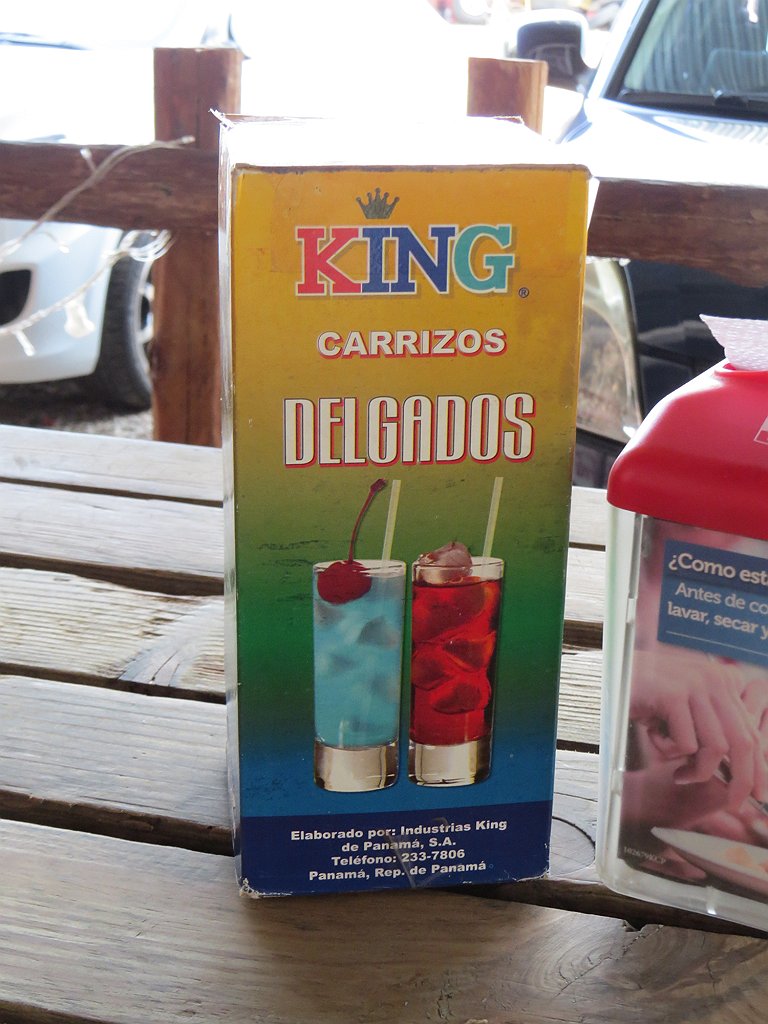 KING
®
CARRIZOS
DELGADOS
Elaborado por: Industrias King
de Panamá, S.A.
Teléfono: 233-7806
Panamá, Rep. de Panamá
¿Como est
Antes de co
lavar, secar y